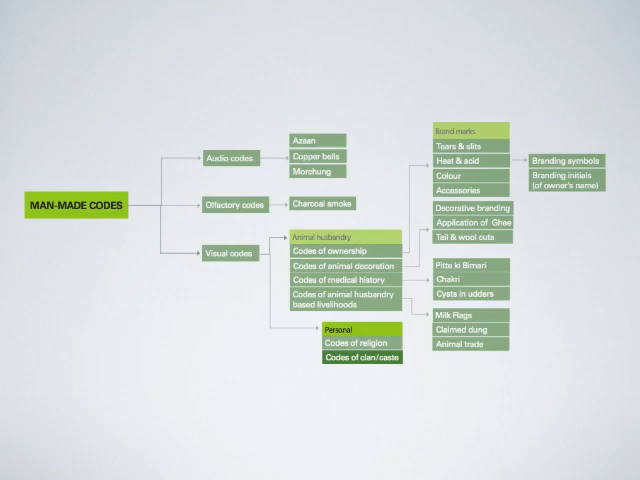 MAN-MADE CODES
Audio codes
Azaan
Copper bells
Morchung
Olfactory codes
Charcoal smoke
Visual codes
Animal husbandry
Codes of ownership
Codes of animal decoration
Codes of medical history
Codes of animal husbandry
based livelihoods
Personal
Codes of religion
Codes of clan/caste
Brand marks
Tears & slits
Heat & acid
Colour
Accessories
Branding symbols
Branding initials
(of owner's name)
Decorative branding
Application of Ghee
Tail & wool cuts
Pitte ki Bimari
Chakri
Cysts in udders
Milk Flags
Claimed dung
Animal trade